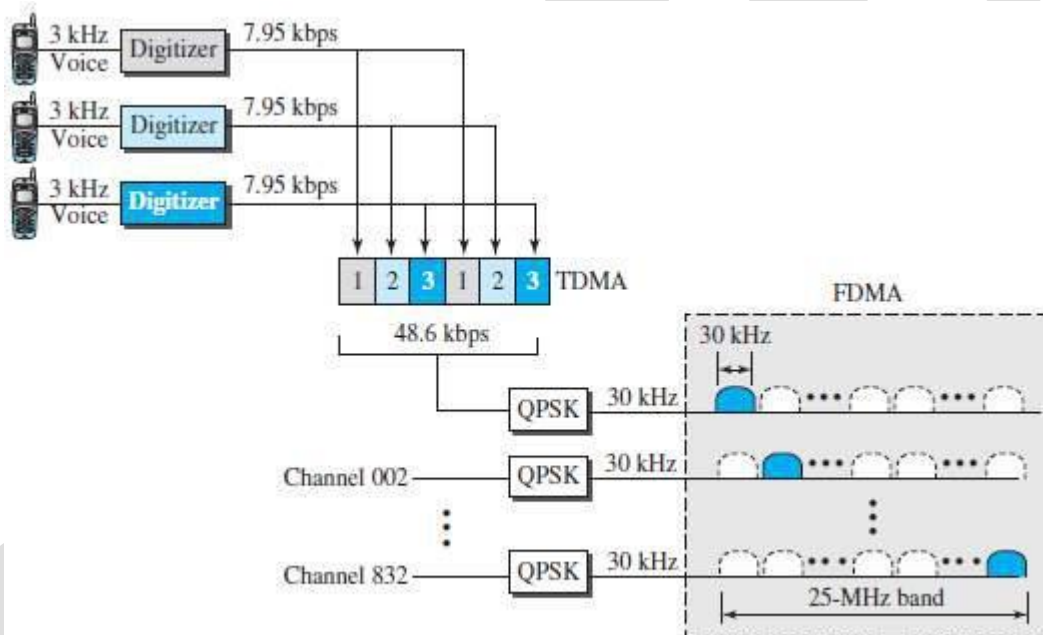 3 kHz
Voice
Digitizer
7.95 kbps
3 kHz
Voice
Digitizer
7.95 kbps
3 kHz
Voice
Digitizer
7.95 kbps
1 2 3 1 2 3
TDMA
48.6 kbps
FDMA
30 kHz
QPSK
30 kHz
Channel 002
QPSK
30 kHz
Channel 832
QPSK
30 kHz
25-MHz band